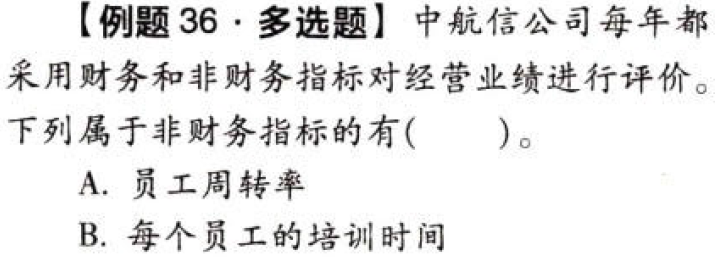 【例题 36·多选题】 中航信公司每年都
采用财务和非财务指标对经营业绩进行评价。
下列属于非财务指标的有(　　)。
A. 员工周转率
B. 每个员工的培训时间